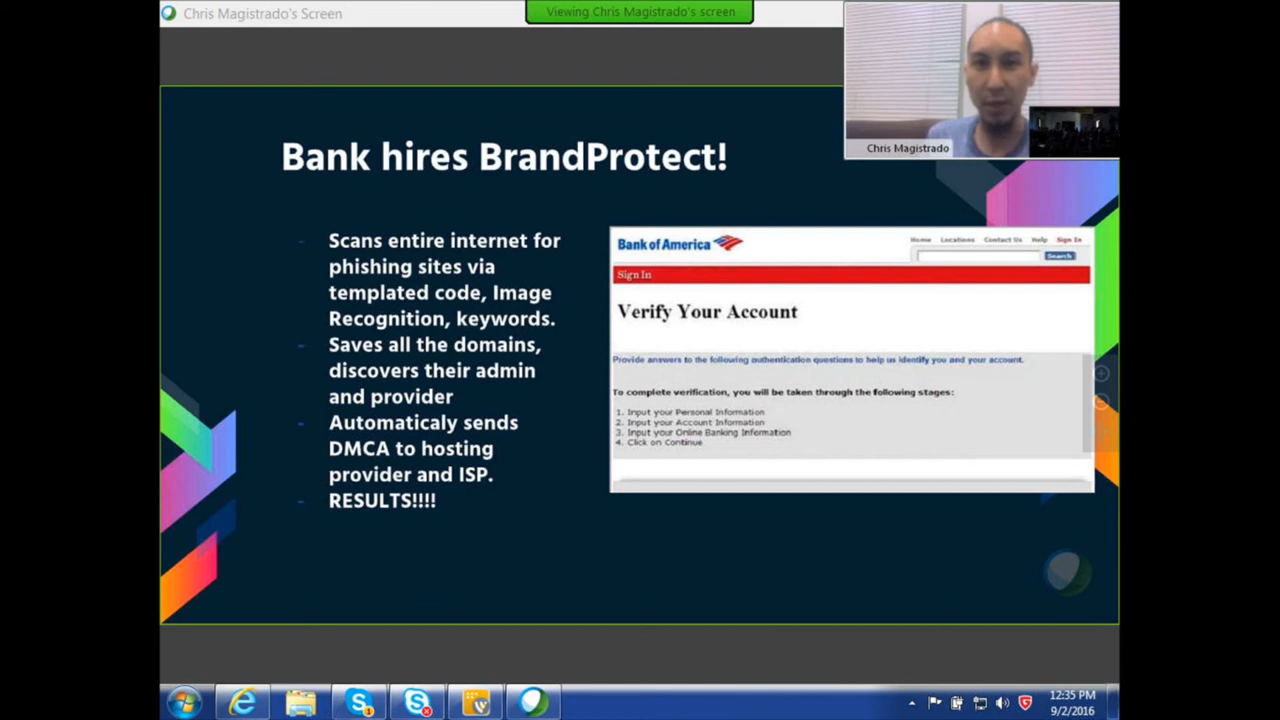 Chris Magistrado's Screen
Viewing Chris Magistrado's screen
Chris Magistrado
Bank hires BrandProtect!
- Scans entire internet for
phishing sites via
templated code, Image
Recognition, keywords.
- Saves all the domains,
discovers their admin
and provider
- Automaticaly sends
DMCA to hosting
provider and ISP.
- RESULTS!!!!
Bank of America
Home Locations Contact Us Help Sign In
Search
Sign In
Verify Your Account
Provide answers to the following authentication questions to help us identify you and your account.
To complete verification, you will be taken through the following stages:
1. Input your Personal Information
2. Input your Account Information
3. Input your Online Banking Information
4. Click on Continue
12:35 PM
9/2/2016